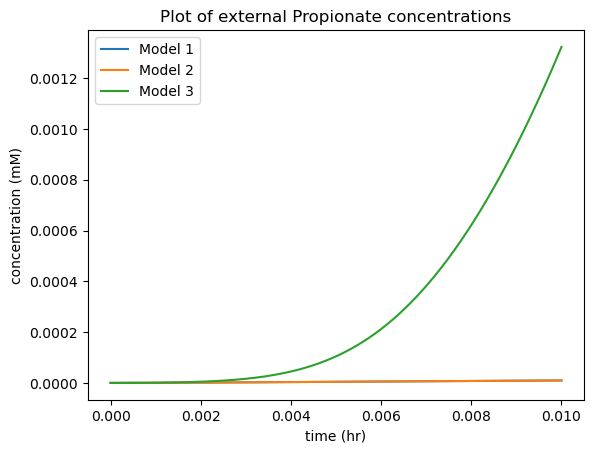 Plot of external Propionate concentrations
Model 1
Model 2
Model 3
concentration (mM)
0.0012
0.0010
0.0008
0.0006
0.0004
0.0002
0.0000
0.000 0.002 0.004 0.006 0.008 0.010
time (hr)